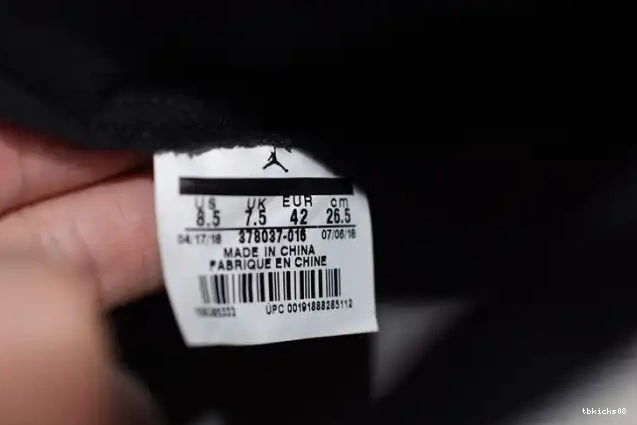 US UK EUR cm
8.5 7.5 42 26.5
04/17/18 378037-016 07/06/18
MADE IN CHINA
FABRIQUE EN CHINE
UPC 00191888285112
tbkicks08